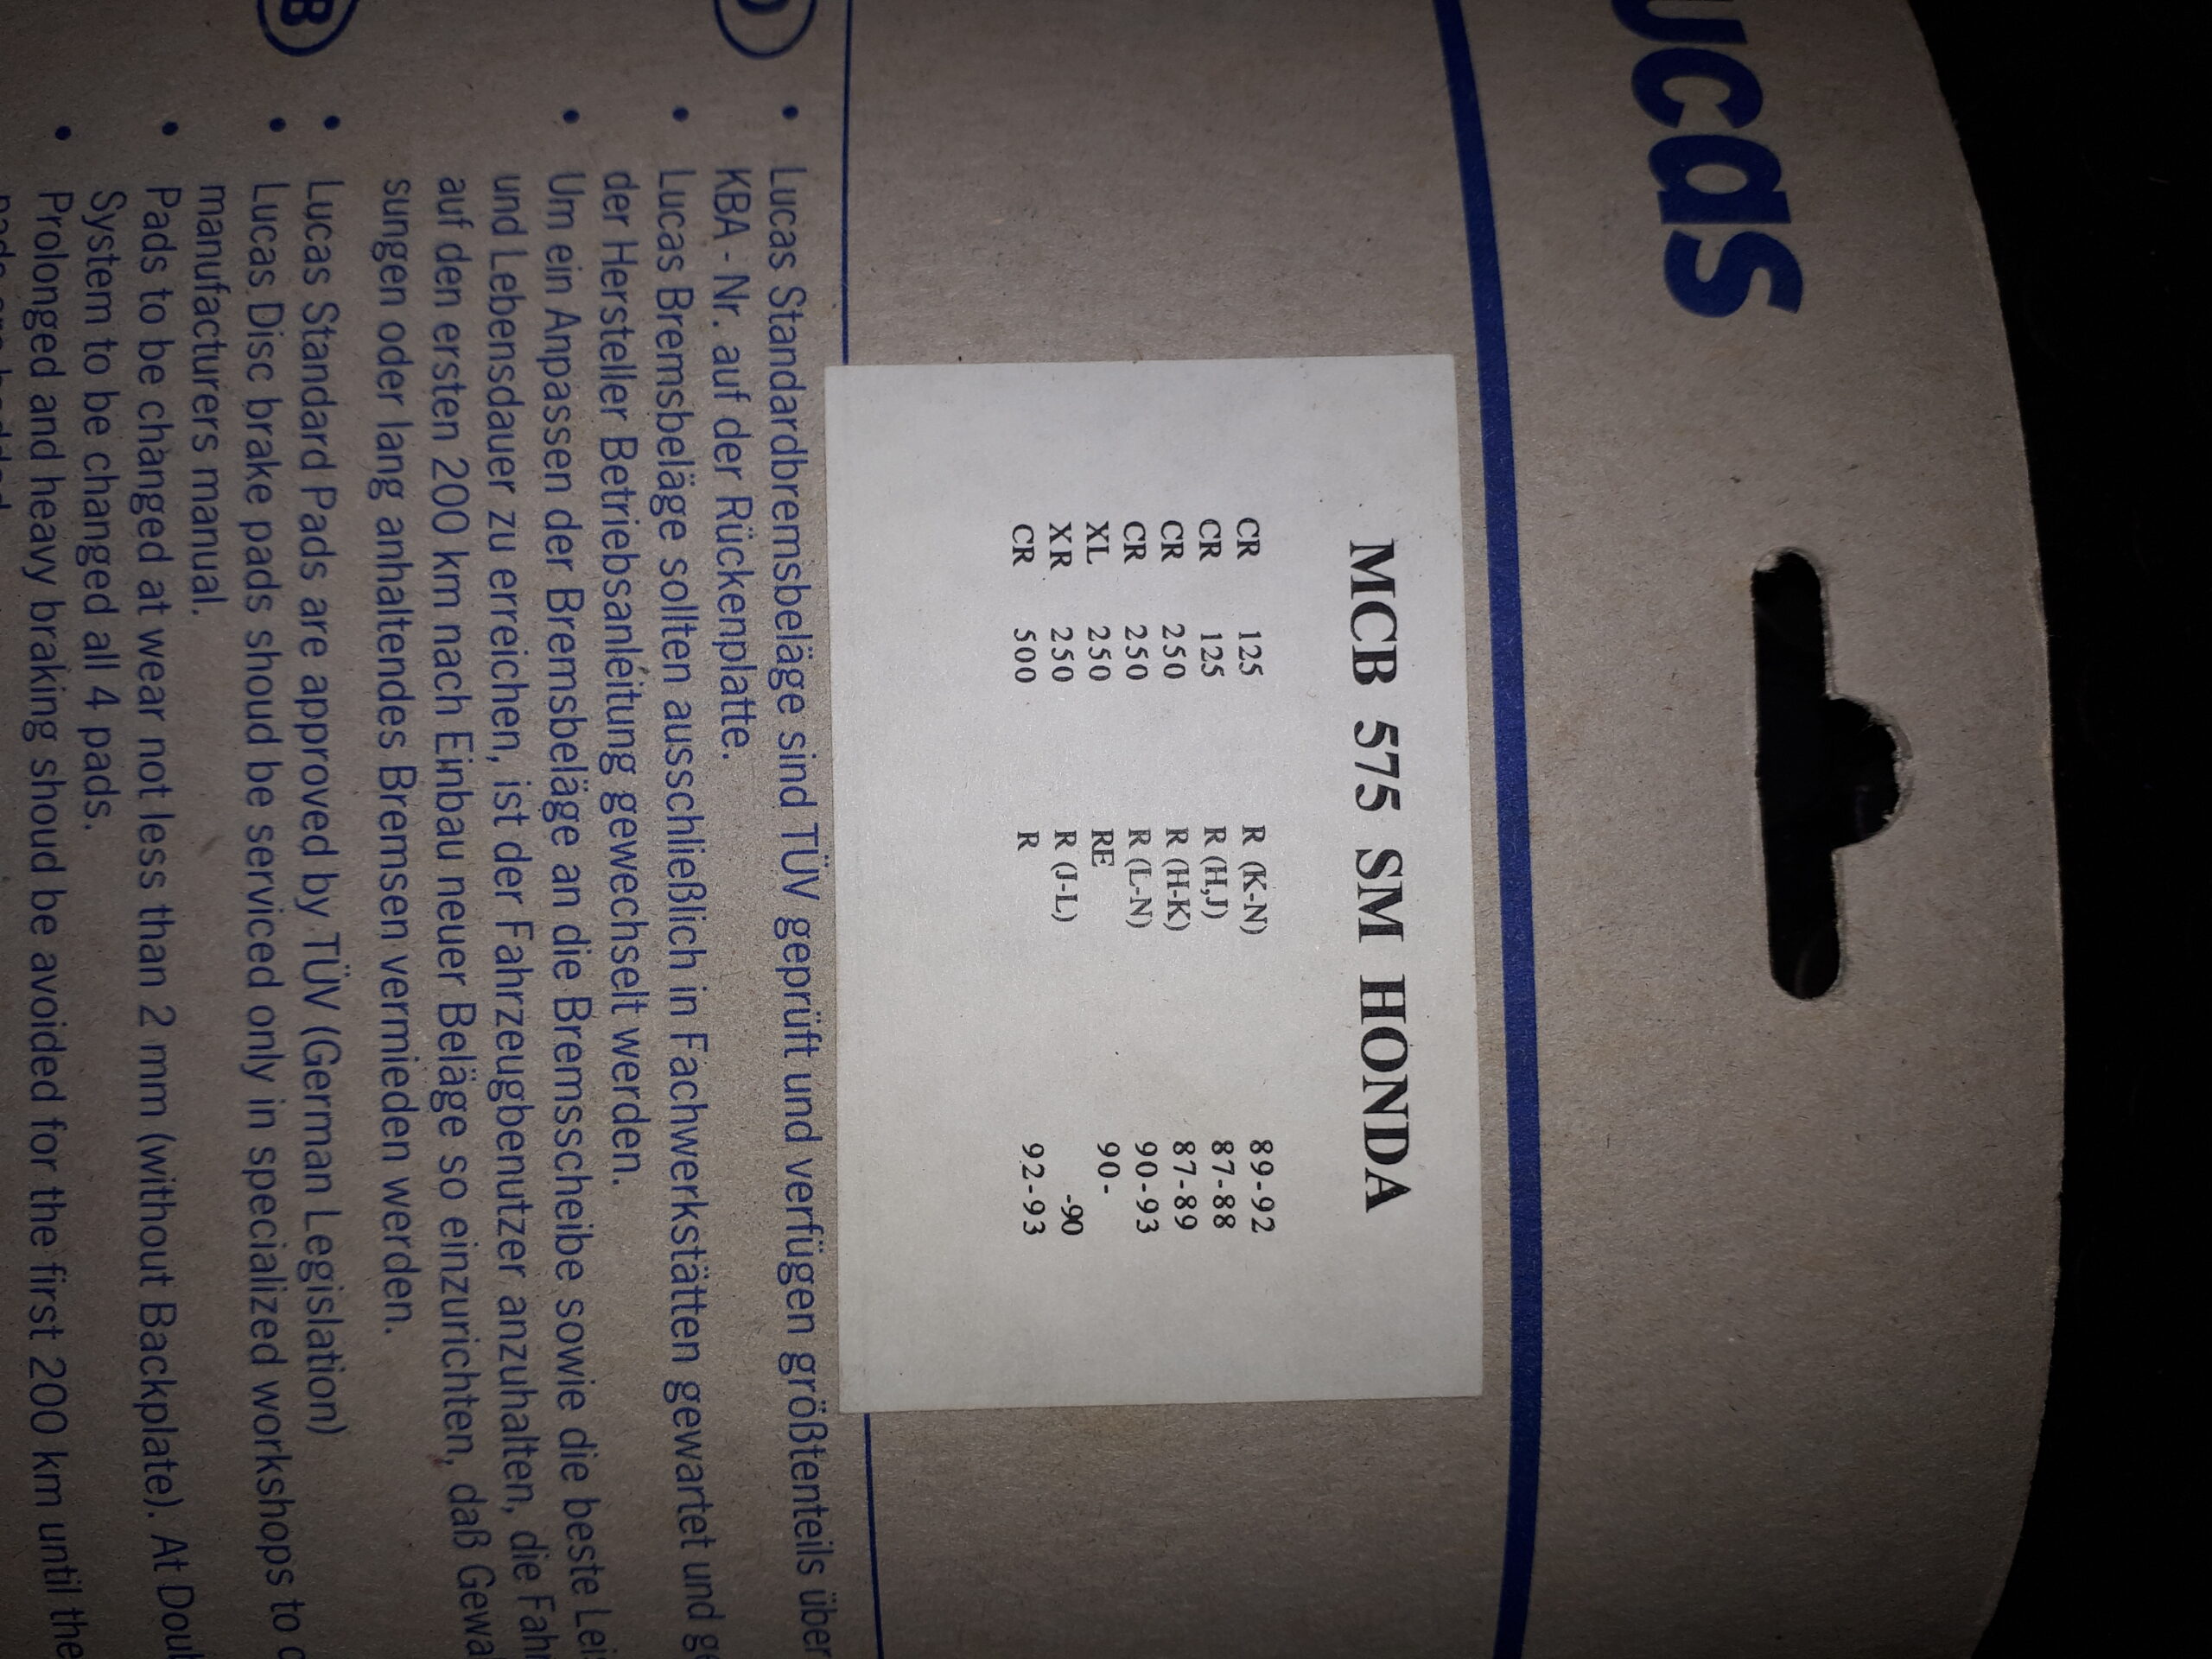 ucas
MCB 575 SM HONDA
CR 125 R (K-N) 89-92
CR 125 R (H,J) 87-88
CR 250 R (H-K) 87-89
CR 250 R (L-N) 90-93
XL 250 RE 90-
XR 250 R (J-L) -90
CR 500 R 92-93
• Lucas Standardbremsbeläge sind TÜV geprüft und verfügen größtenteils über
KBA - Nr. auf der Rückenplatte.
• Lucas Bremsbeläge sollten ausschließlich in Fachwerkstätten gewartet und ge
der Hersteller Betriebsanleitung gewechselt werden.
• Um ein Anpassen der Bremsbeläge an die Bremsscheibe sowie die beste Lei
und Lebensdauer zu erreichen, ist der Fahrzeugbenutzer anzuhalten, die Fahr
auf den ersten 200 km nach Einbau neuer Beläge so einzurichten, daß Gewa
sungen oder lang anhaltendes Bremsen vermieden werden.
B
• Lucas Standard Pads are approved by TÜV (German Legislation)
• Lucas Disc brake pads shoud be serviced only in specialized workshops to
manufacturers manual.
• Pads to be changed at wear not less than 2 mm (without Backplate). At Doub
System to be changed all 4 pads.
• Prolonged and heavy braking shoud be avoided for the first 200 km until the